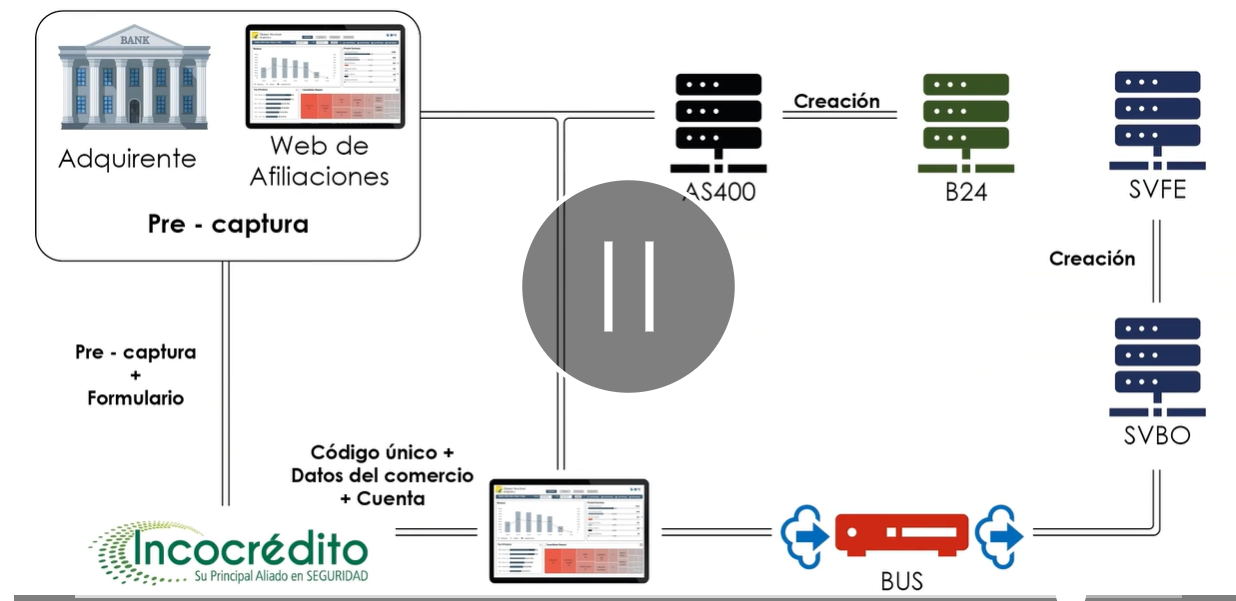 BANK
Adquirente
Web de
Afiliaciones
Pre - captura
AS400
Creación
B24
SVFE
Creación
SVBO
Pre - captura
+
Formulario
Código único +
Datos del comercio
+ Cuenta
Incocrédito
Su Principal Aliado en SEGURIDAD
BUS